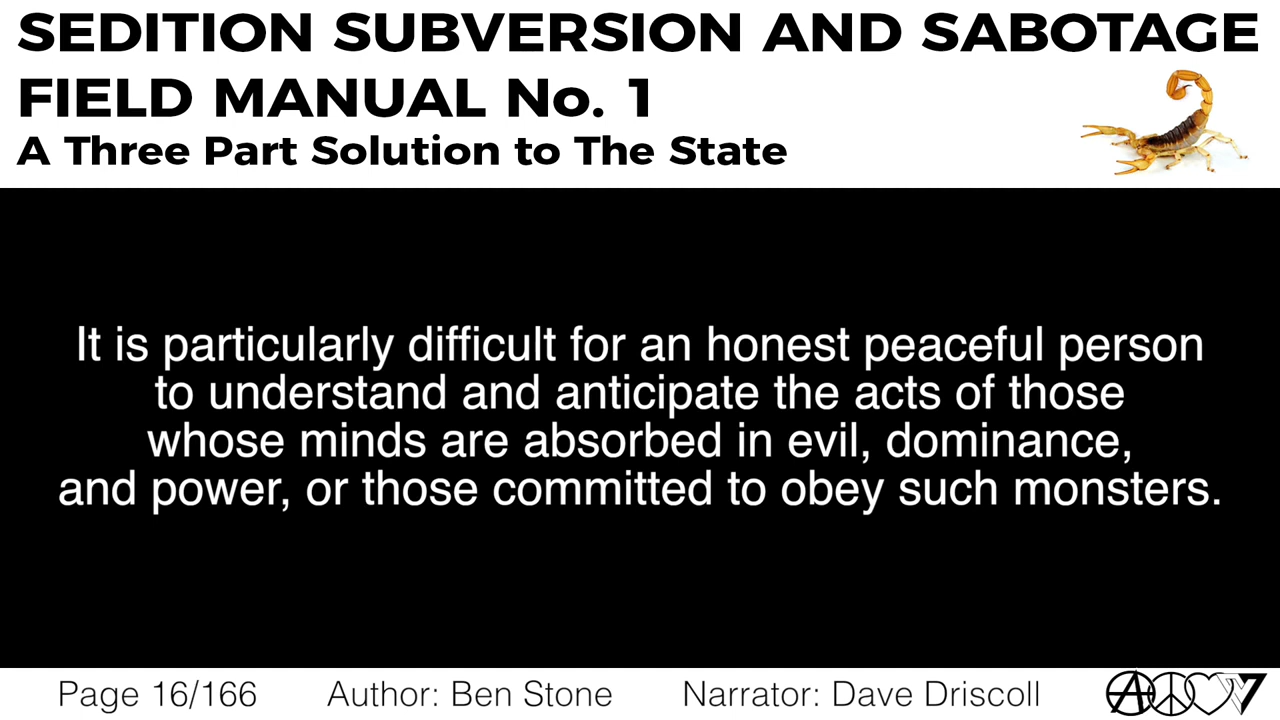 SEDITION SUBVERSION AND SABOTAGE
FIELD MANUAL No. 1
A Three Part Solution to The State
It is particularly difficult for an honest peaceful person
to understand and anticipate the acts of those
whose minds are absorbed in evil, dominance,
and power, or those committed to obey such monsters.
Page 16/166 Author: Ben Stone Narrator: Dave Driscoll